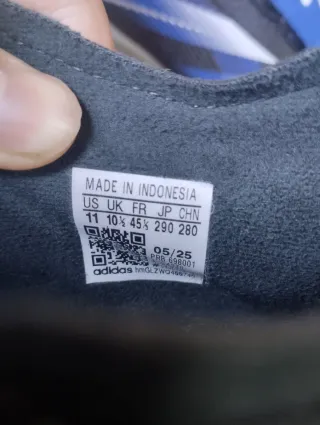 MADE IN INDONESIA
US UK FR JP CHN
11 10½ 45⅓ 290 280
05/25
adidas